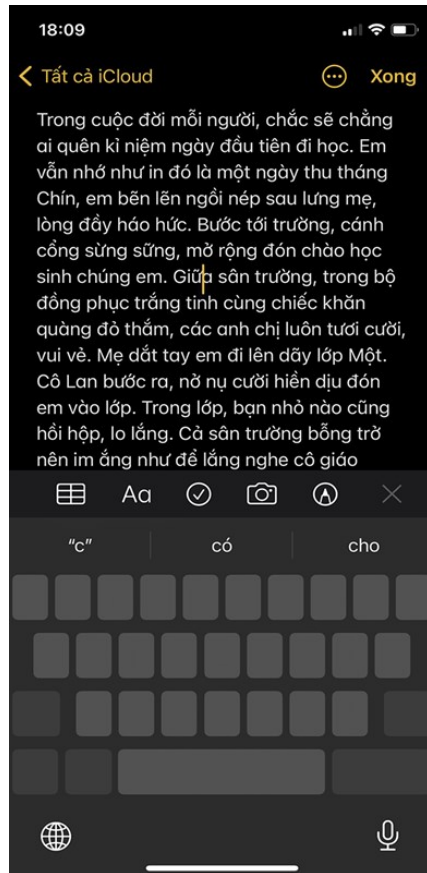 18:09
Tất cả iCloud
Xong
Trong cuộc đời mỗi người, chắc sẽ chẳng
ai quên kì niệm ngày đầu tiên đi học. Em
vẫn nhớ như in đó là một ngày thu tháng
Chín, em bẽn lẽn ngồi nép sau lưng mẹ,
lòng đầy háo hức. Bước tới trường, cánh
cổng sừng sững, mở rộng đón chào học
sinh chúng em. Giữa sân trường, trong bộ
đồng phục trắng tinh cùng chiếc khăn
quàng đỏ thắm, các anh chị luôn tươi cười,
vui vẻ. Mẹ dắt tay em đi lên dãy lớp Một.
Cô Lan bước ra, nở nụ cười hiền dịu đón
em vào lớp. Trong lớp, bạn nhỏ nào cũng
hồi hộp, lo lắng. Cả sân trường bỗng trở
nên im ắng như để lắng nghe cô giáo
Aa
"c"
có
cho